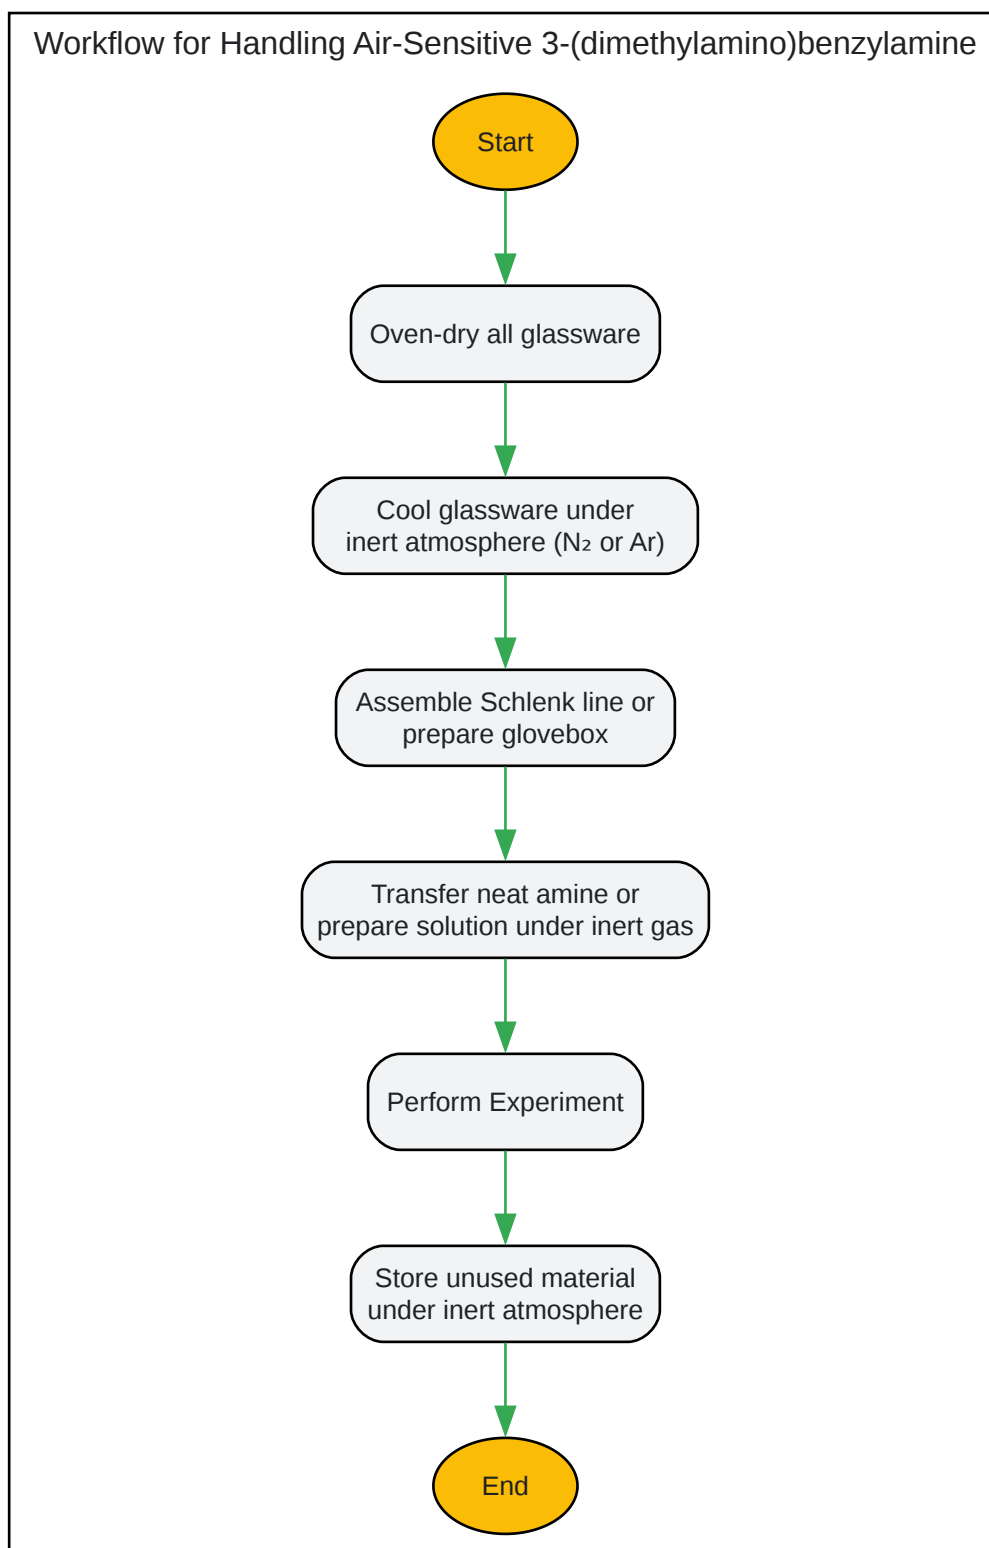 Workflow for Handling Air-Sensitive 3-(dimethylamino)benzylamine
Start
Oven-dry all glassware
Cool glassware under
inert atmosphere (N₂ or Ar)
Assemble Schlenk line or
prepare glovebox
Transfer neat amine or
prepare solution under inert gas
Perform Experiment
Store unused material
under inert atmosphere
End